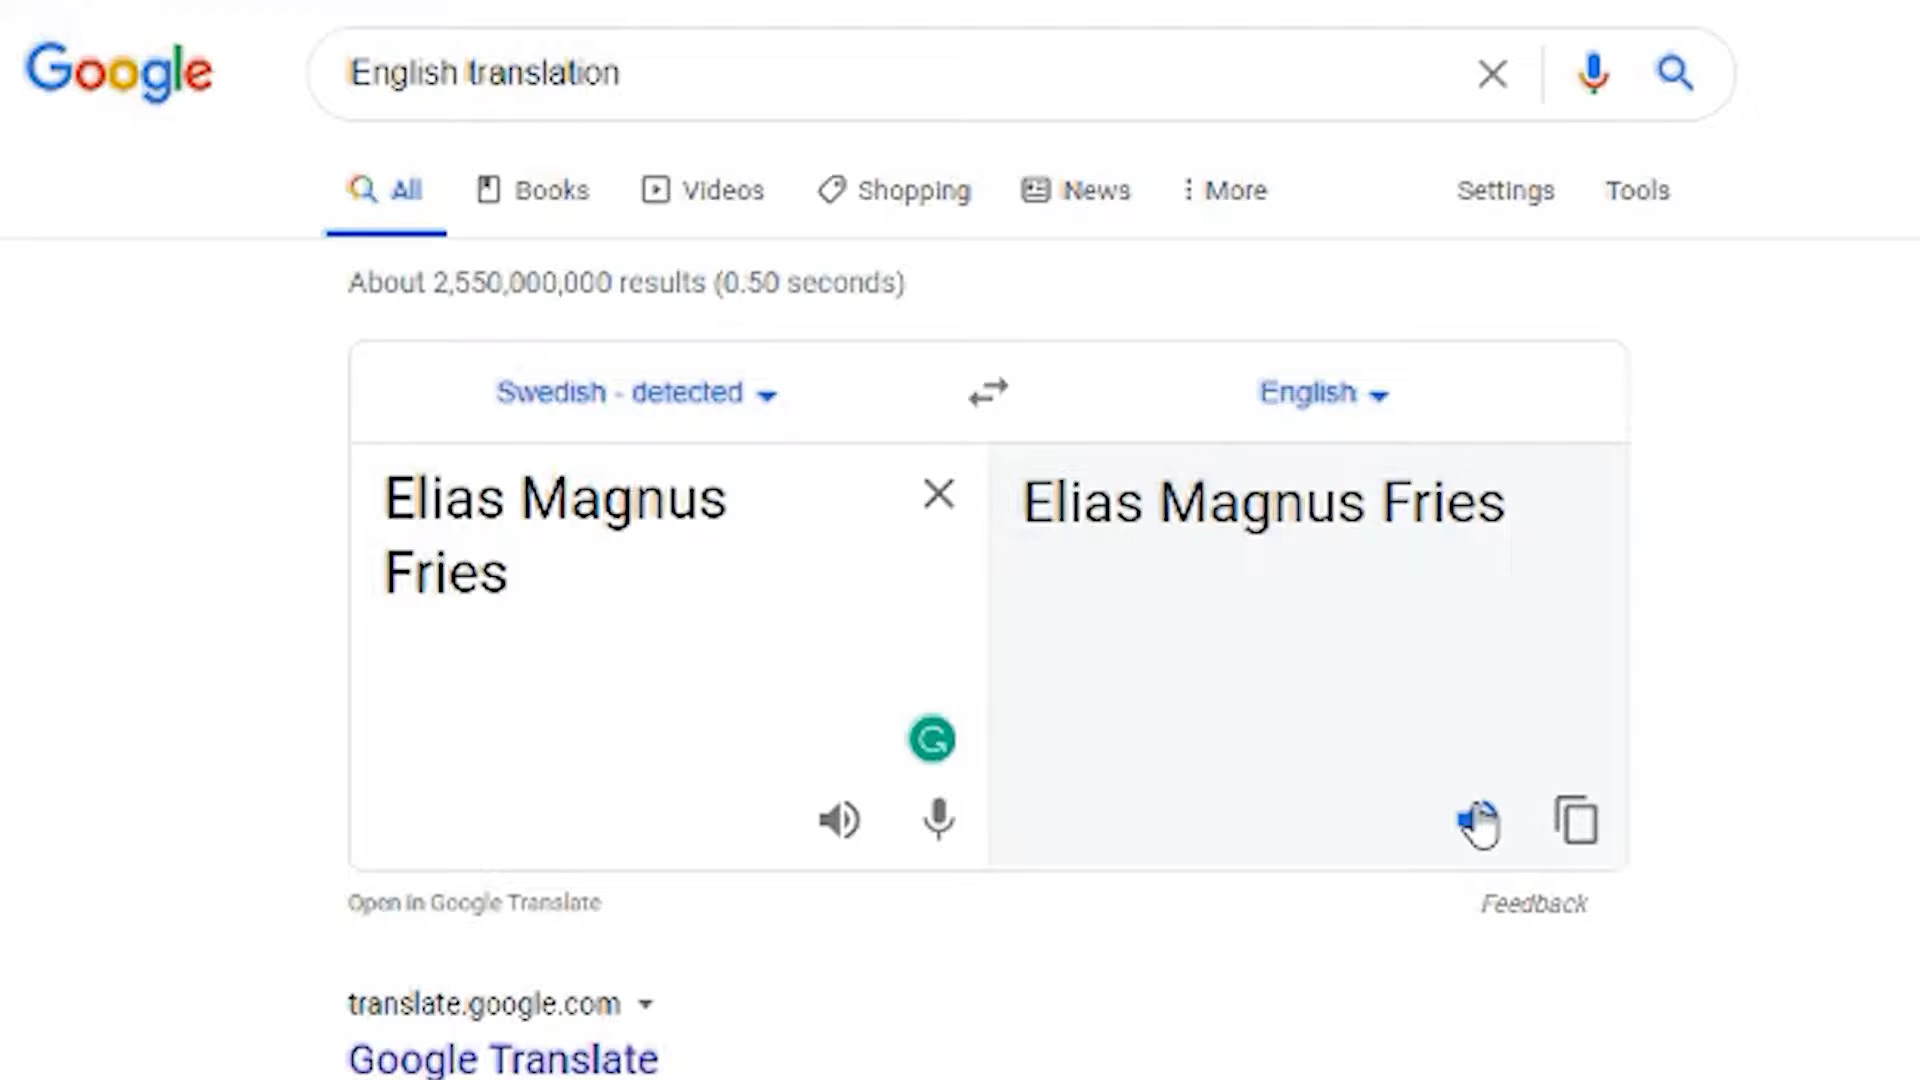 Google
English translation
All Books Videos Shopping News More Settings Tools
About 2,550,000,000 results (0.50 seconds)
Swedish - detected English
Elias Magnus
Fries
Elias Magnus Fries
Open in Google Translate Feedback
translate.google.com
Google Translate